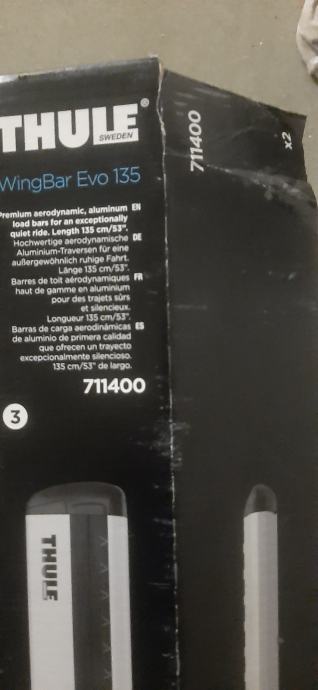 THULE®
SWEDEN
WingBar Evo 135
Premium aerodynamic, aluminum EN
load bars for an exceptionally
quiet ride. Length 135 cm/53".
Hochwertige aerodynamische DE
Aluminium-Traversen für eine
außergewöhnlich ruhige Fahrt.
Länge 135 cm/53".
Barres de toit aérodynamiques FR
haut de gamme en aluminium
pour des trajets sûrs
et silencieux.
Longueur 135 cm/53".
Barras de carga aerodinámicas ES
de aluminio de primera calidad
que ofrecen un trayecto
excepcionalmente silencioso.
135 cm/53" de largo.
711400
3
THULE
711400
x2